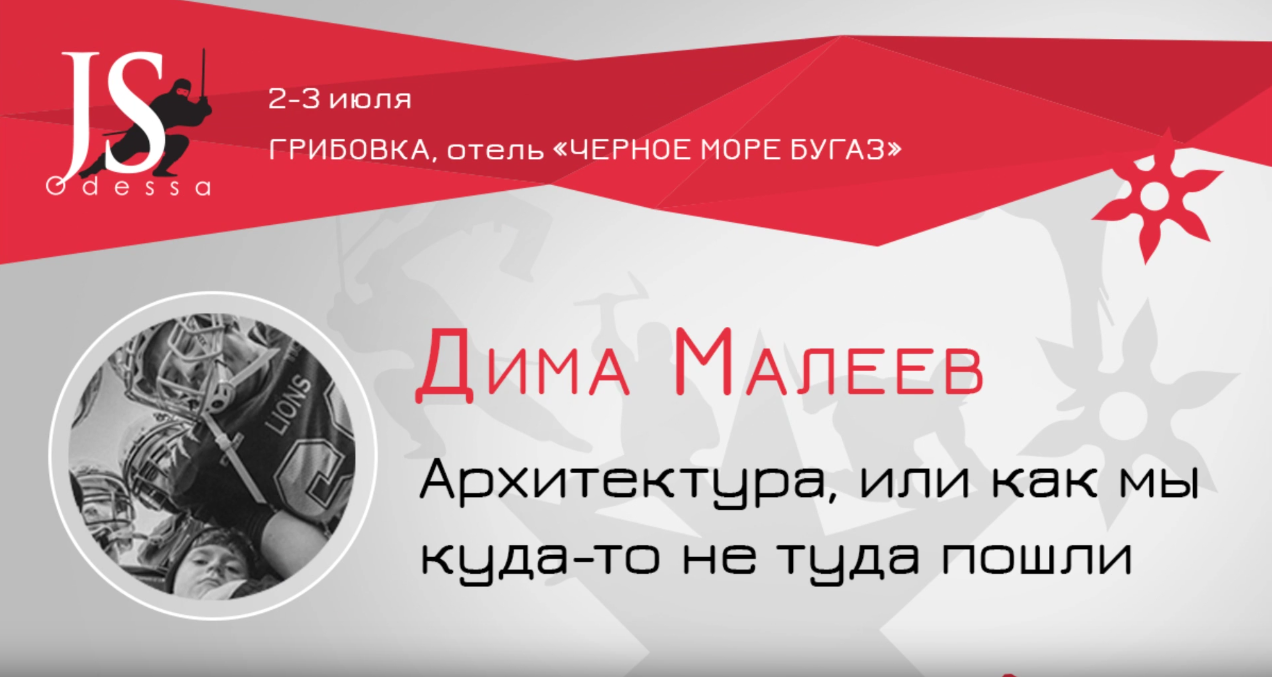 JS
Odessa
2-3 июля
ГРИБОВКА, отель «ЧЕРНОЕ МОРЕ БУГАЗ»
LIONS
Дима Малеев
Архитектура, или как мы
куда-то не туда пошли